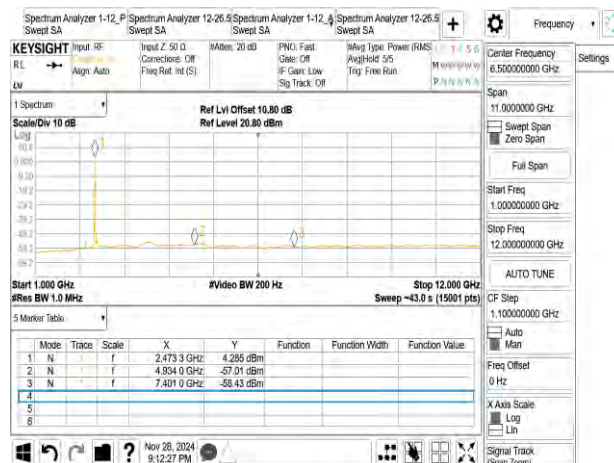 Spectrum Analyzer 1-12_P Spectrum Analyzer 12-26.5 Spectrum Analyzer 1-12_A Spectrum Analyzer 12-26.5
Swept SA Swept SA Swept SA Swept SA
+
Frequency
Settings
KEYSIGHT Input: RF Input Z: 50 Ω #Atten: 20 dB PNO: Fast #Avg Type: Power (RMS
RL Corrections: Off Gate: Off Avg|Hold: 5/5
Align: Auto Freq Ref: Int (S) IF Gain: Low Trig: Free Run
Sig Track: Off
1 Spectrum
Ref Lvl Offset 10.80 dB
Scale/Div 10 dB Ref Level 20.80 dBm
Log
1
2
3
Start 1.000 GHz #Video BW 200 Hz Stop 12.000 GHz
#Res BW 1.0 MHz Sweep ~43.0 s (15001 pts)
5 Marker Table
Mode Trace Scale X Y Function Function Width Function Value
1 N 1 f 2.473 3 GHz 4.285 dBm
2 N 1 f 4.934 0 GHz -57.01 dBm
3 N 1 f 7.401 0 GHz -58.43 dBm
4
5
6
Nov 28, 2024
9:12:27 PM
Center Frequency
6.500000000 GHz
Span
11.0000000 GHz
Swept Span
Zero Span
Full Span
Start Freq
1.000000000 GHz
Stop Freq
12.000000000 GHz
AUTO TUNE
CF Step
1.100000000 GHz
Auto
Man
Freq Offset
0 Hz
X Axis Scale
Log
Lin
Signal Track
(Span Zoom)